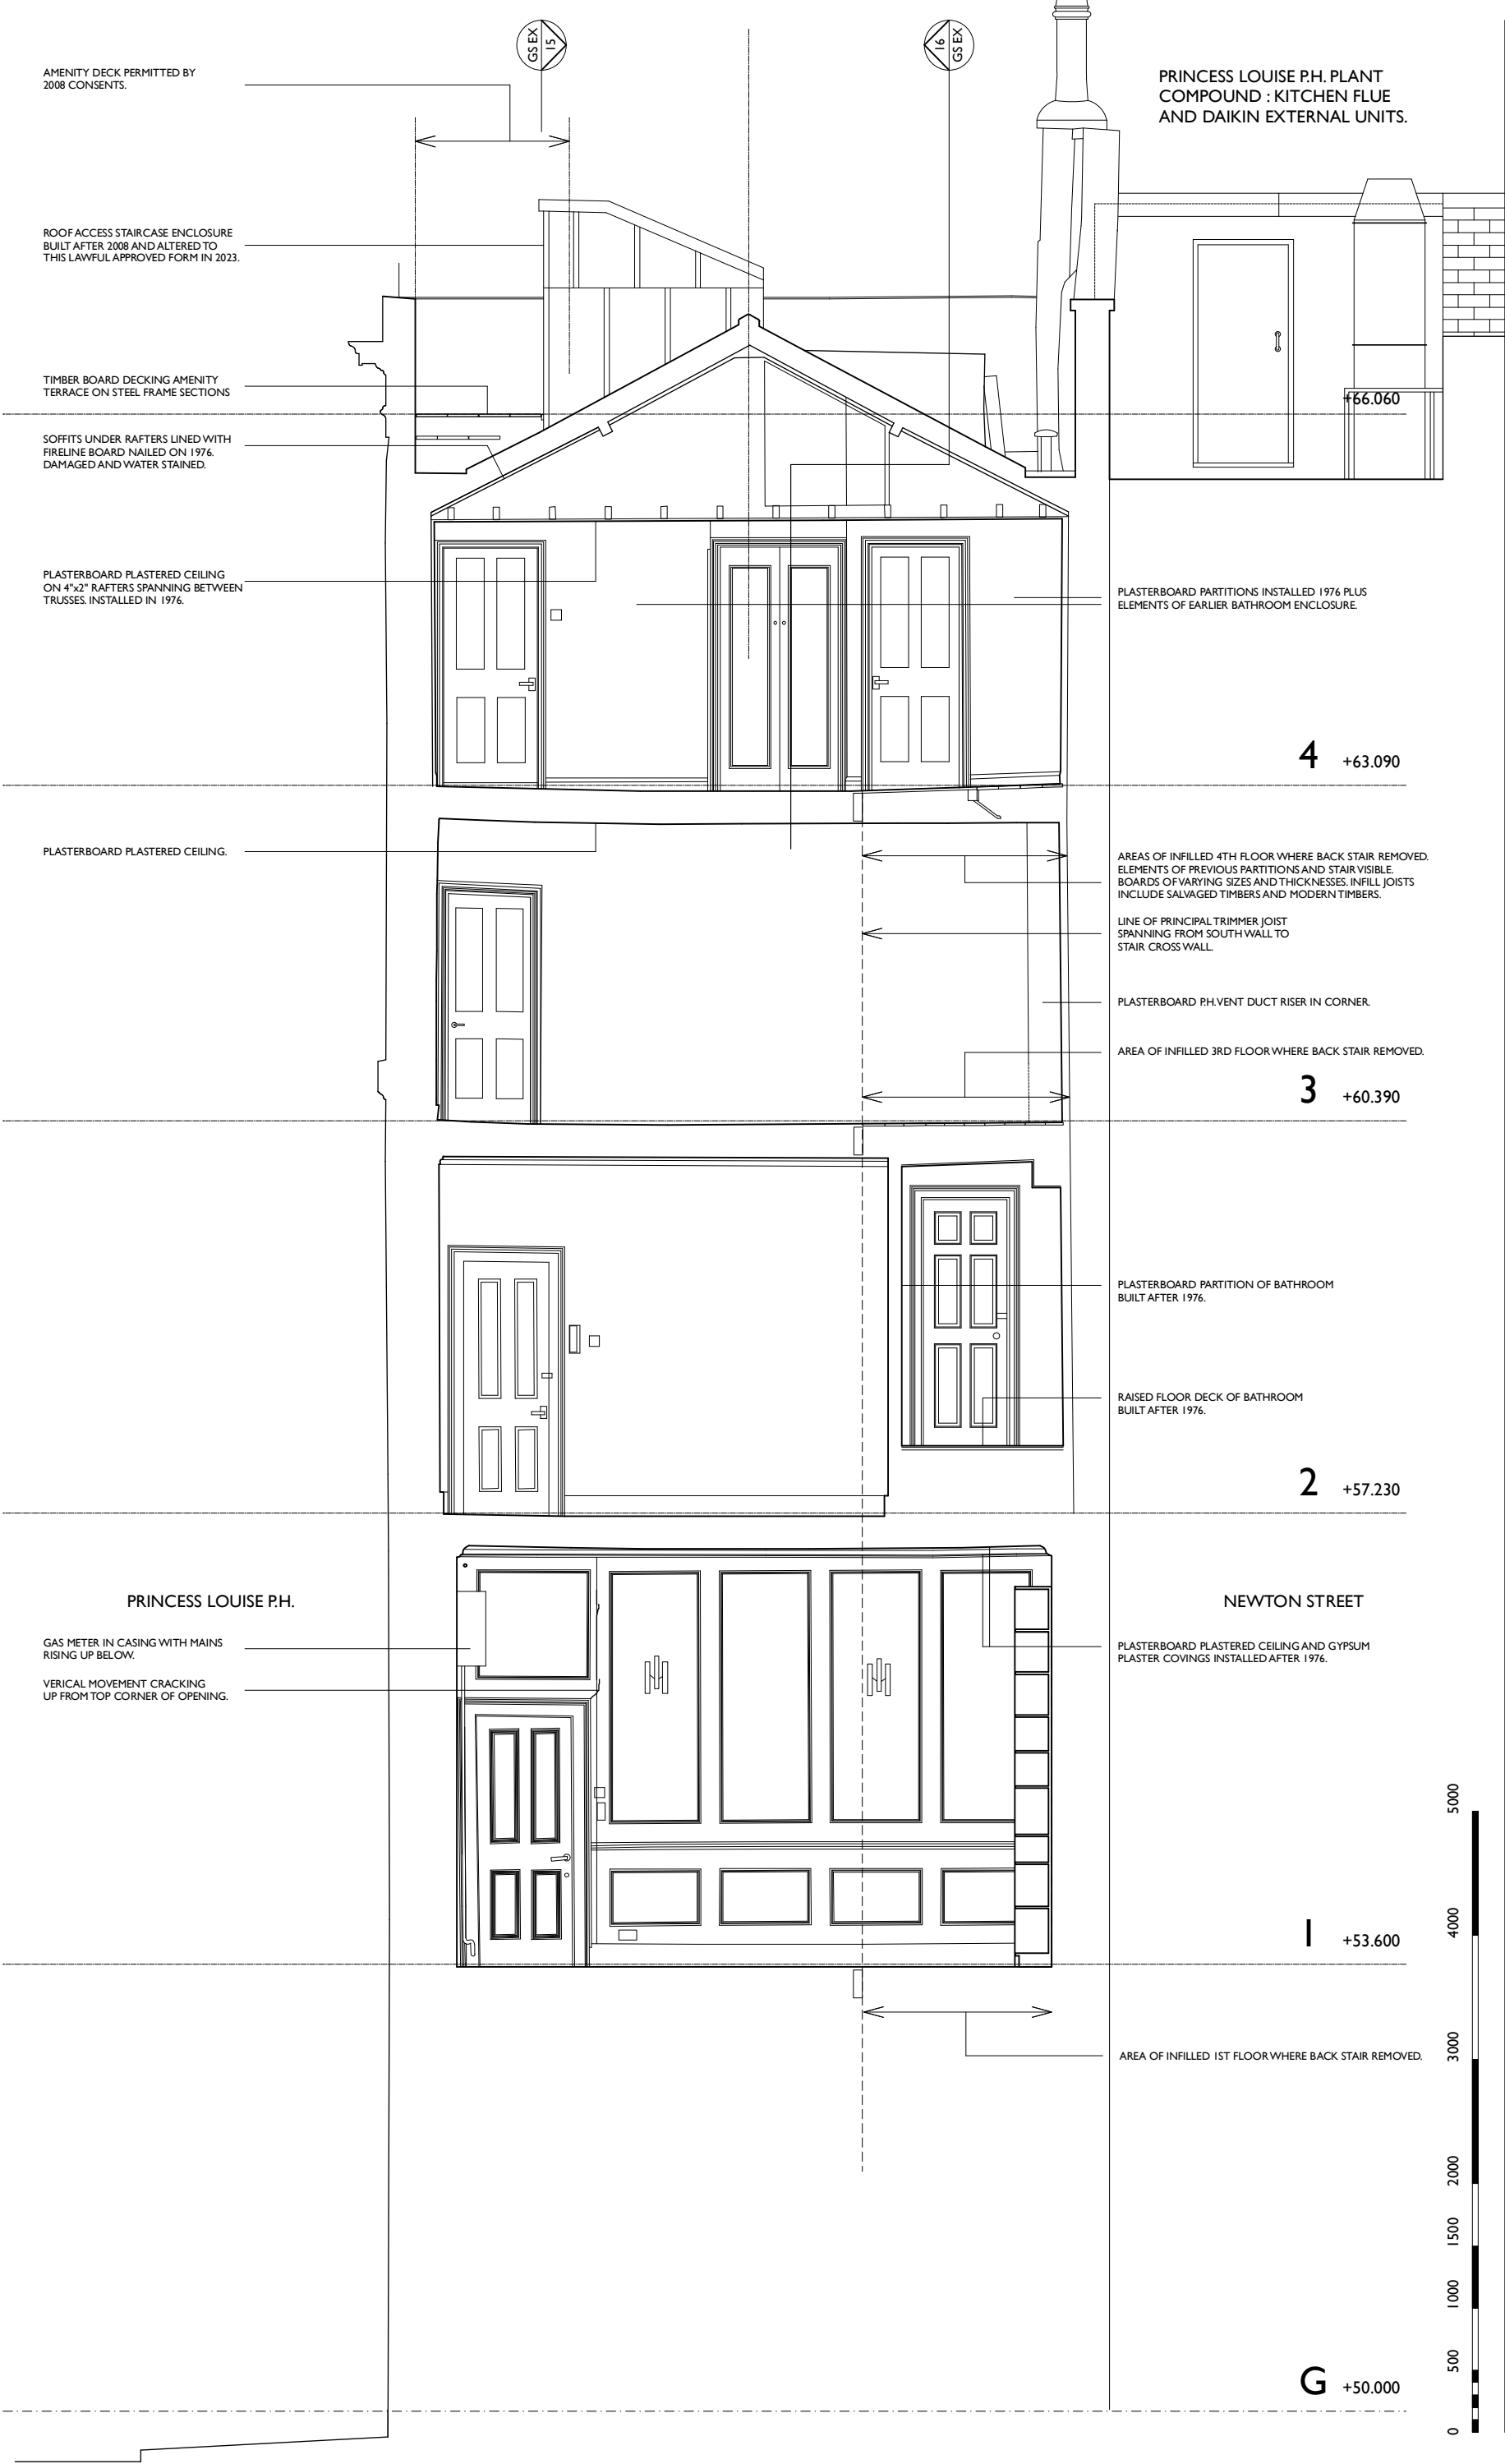 GS EX
15
16
GS EX
AMENITY DECK PERMITTED BY
2008 CONSENTS.
PRINCESS LOUISE P.H. PLANT
COMPOUND : KITCHEN FLUE
AND DAIKIN EXTERNAL UNITS.
ROOF ACCESS STAIRCASE ENCLOSURE
BUILT AFTER 2008 AND ALTERED TO
THIS LAWFUL APPROVED FORM IN 2023.
TIMBER BOARD DECKING AMENITY
TERRACE ON STEEL FRAME SECTIONS
+66.060
SOFFITS UNDER RAFTERS LINED WITH
FIRELINE BOARD NAILED ON 1976.
DAMAGED AND WATER STAINED.
PLASTERBOARD PLASTERED CEILING
ON 4"x2" RAFTERS SPANNING BETWEEN
TRUSSES. INSTALLED IN 1976.
PLASTERBOARD PARTITIONS INSTALLED 1976 PLUS
ELEMENTS OF EARLIER BATHROOM ENCLOSURE.
4 +63.090
PLASTERBOARD PLASTERED CEILING.
AREAS OF INFILLED 4TH FLOOR WHERE BACK STAIR REMOVED.
ELEMENTS OF PREVIOUS PARTITIONS AND STAIR VISIBLE.
BOARDS OF VARYING SIZES AND THICKNESSES. INFILL JOISTS
INCLUDE SALVAGED TIMBERS AND MODERN TIMBERS.
LINE OF PRINCIPAL TRIMMER JOIST
SPANNING FROM SOUTH WALL TO
STAIR CROSS WALL.
PLASTERBOARD P.H. VENT DUCT RISER IN CORNER.
AREA OF INFILLED 3RD FLOOR WHERE BACK STAIR REMOVED.
3 +60.390
PLASTERBOARD PARTITION OF BATHROOM
BUILT AFTER 1976.
RAISED FLOOR DECK OF BATHROOM
BUILT AFTER 1976.
2 +57.230
PRINCESS LOUISE P.H.
NEWTON STREET
GAS METER IN CASING WITH MAINS
RISING UP BELOW.
VERICAL MOVEMENT CRACKING
UP FROM TOP CORNER OF OPENING.
PLASTERBOARD PLASTERED CEILING AND GYPSUM
PLASTER COVINGS INSTALLED AFTER 1976.
1 +53.600
AREA OF INFILLED 1ST FLOOR WHERE BACK STAIR REMOVED.
G +50.000
5000
4000
3000
2000
1500
1000
500
0